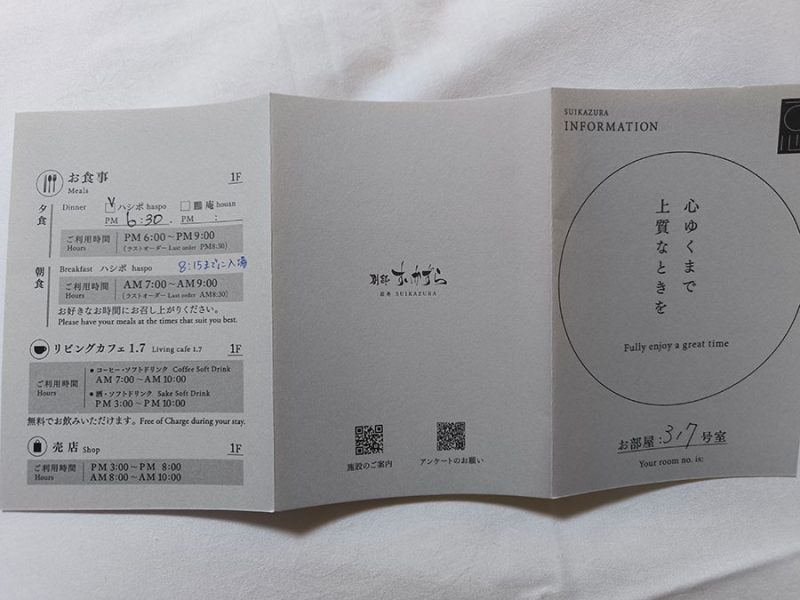 お食事 1F
Meals
夕食
Dinner ハシポ haspo 鸝庵 houan
PM 6:30. PM :
ご利用時間 PM 6:00~PM 9:00
Hours (ラストオーダー Last order PM8:30)
朝食
Breakfast ハシポ haspo 8:15までに入場
ご利用時間 AM 7:00~AM 9:00
Hours (ラストオーダー Last order AM8:30)
お好きなお時間にお召し上がりください。
Please have your meals at the times that suit you best.
リビングカフェ 1.7 Living cafe 1.7 1F
● コーヒー・ソフトドリンク Coffee Soft Drink
ご利用時間 AM 7:00~AM 10:00
Hours ● 酒・ソフトドリンク Sake Soft Drink
PM 3:00~PM 10:00
無料でお飲みいただけます。Free of Charge during your stay.
売店 Shop 1F
ご利用時間 PM 3:00~PM 8:00
Hours AM 8:00~AM 10:00
別邸 すいかずら
SUIKAZURA
施設のご案内
アンケートのお願い
SUIKAZURA
INFORMATION
心ゆくまで
上質なときを
Fully enjoy a great time
お部屋:317号室
Your room no. is: